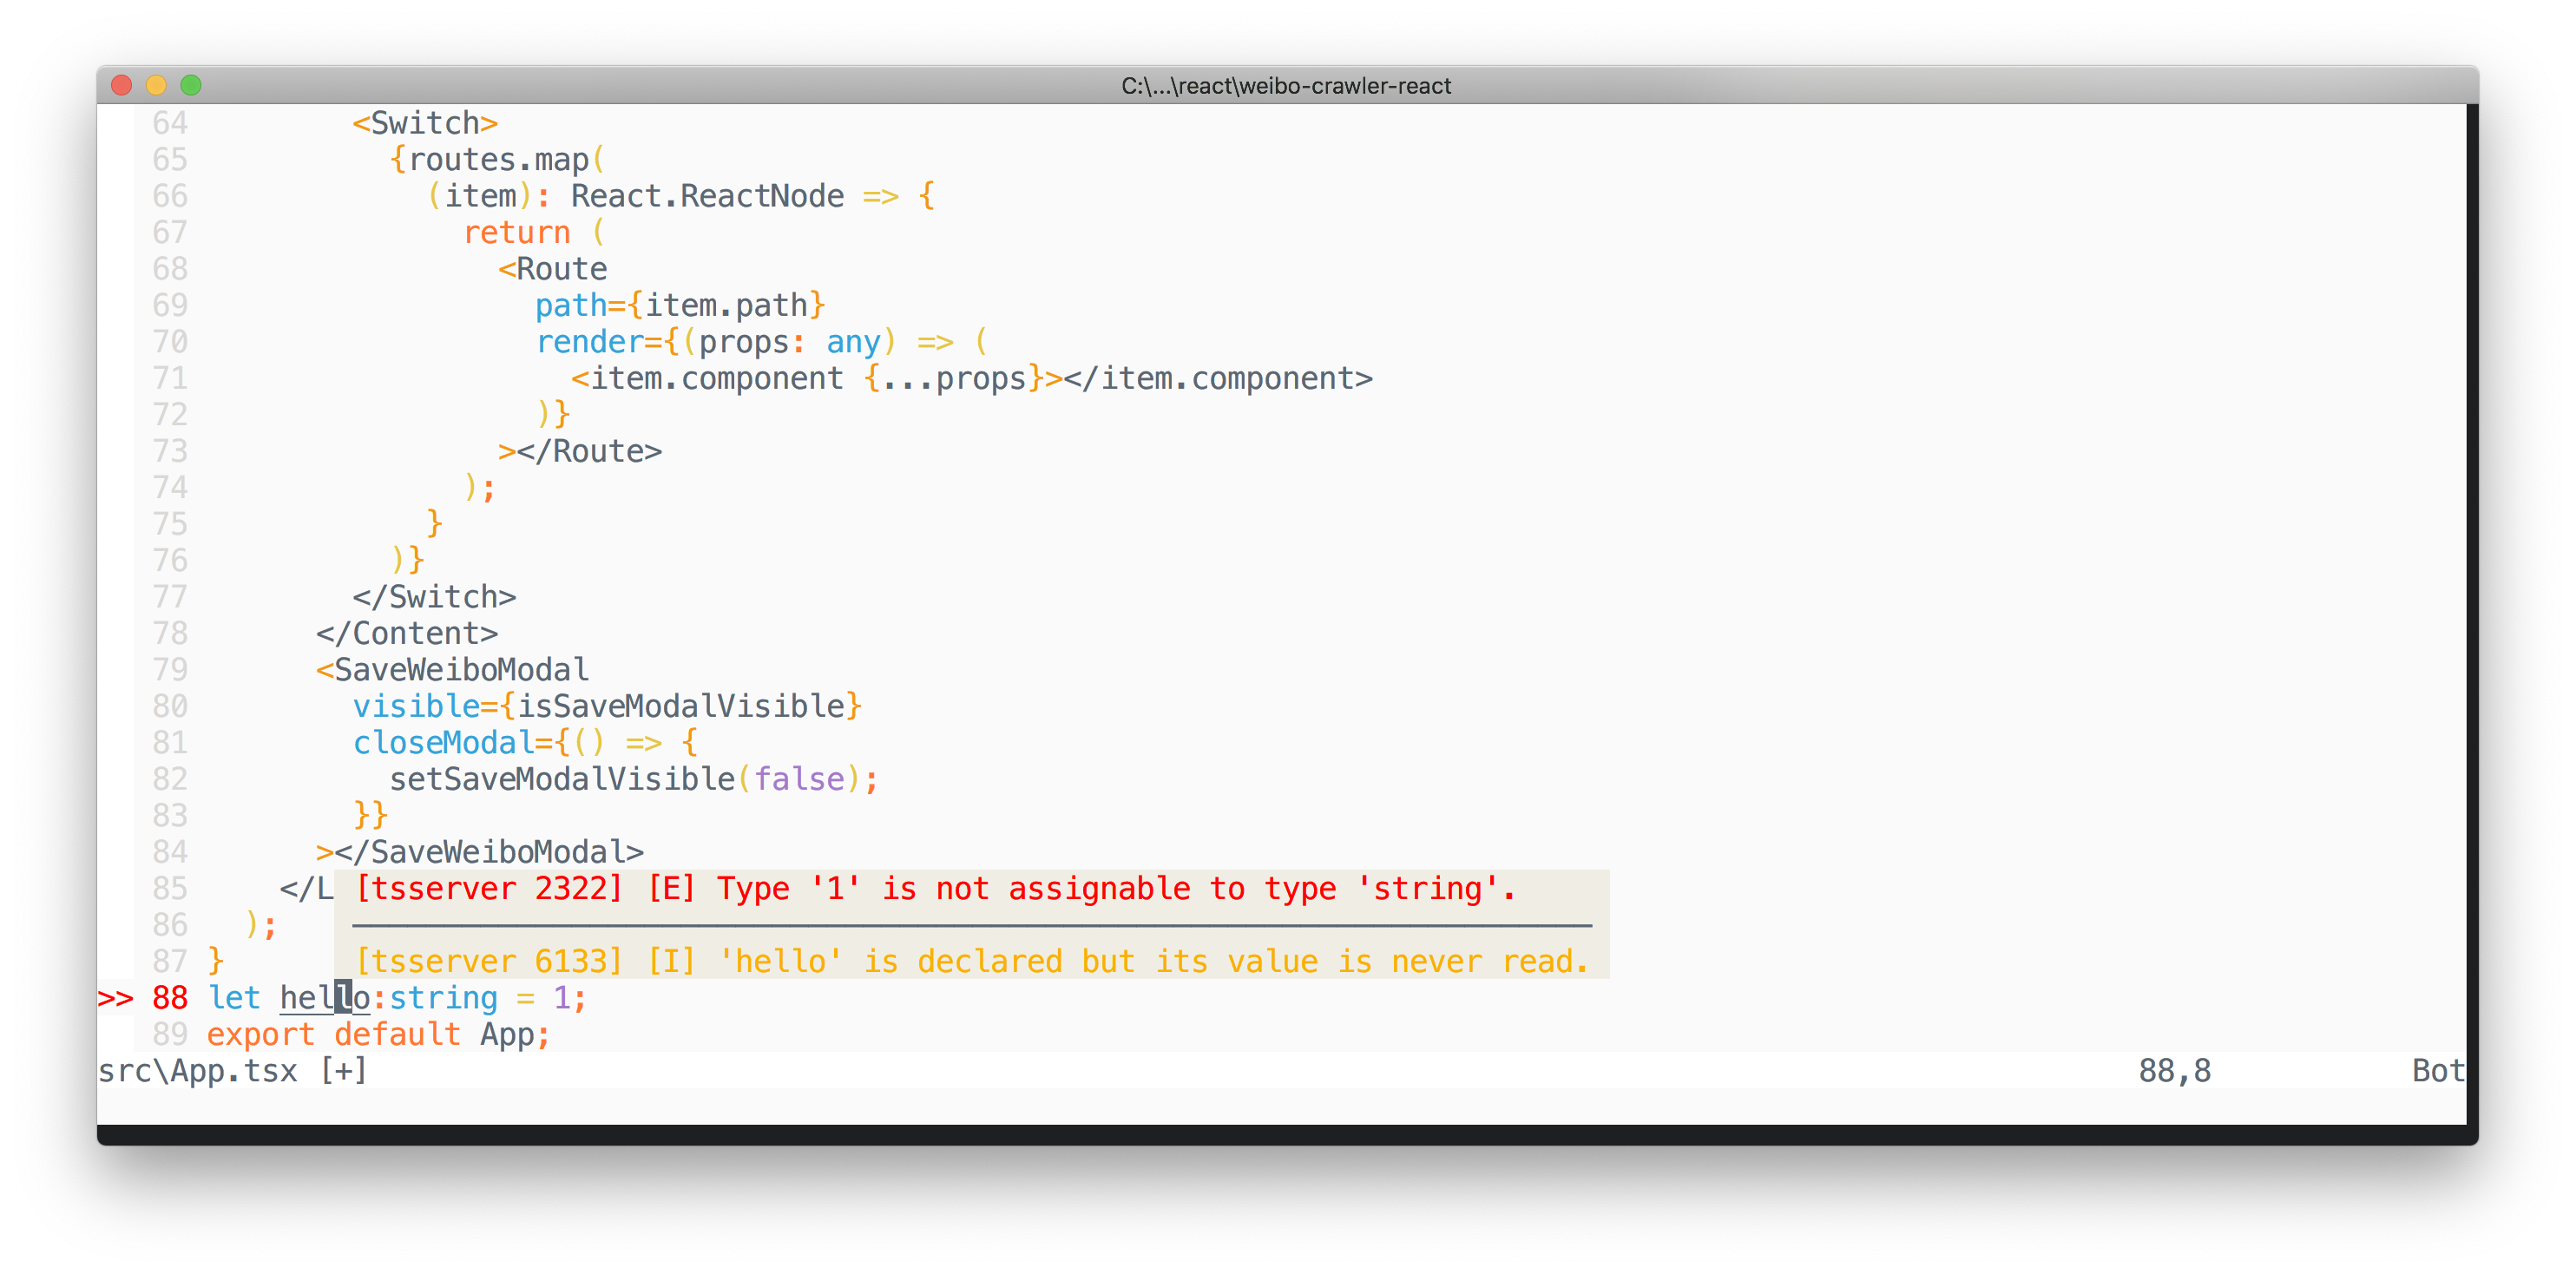 C:\...\react\weibo-crawler-react
64         <Switch>
65           {routes.map(
66             (item): React.ReactNode => {
67               return (
68                 <Route
69                   path={item.path}
70                   render={(props: any) => (
71                     <item.component {...props}></item.component>
72                   )}
73                 ></Route>
74               );
75             }
76           )}
77         </Switch>
78       </Content>
79       <SaveWeiboModal
80         visible={isSaveModalVisible}
81         closeModal={() => {
82           setSaveModalVisible(false);
83         }}
84       ></SaveWeiboModal>
85     </L [tsserver 2322] [E] Type '1' is not assignable to type 'string'.
86   );
87 }       [tsserver 6133] [I] 'hello' is declared but its value is never read.
>> 88 let hello:string = 1;
89 export default App;
src\App.tsx [+] 88,8 Bot